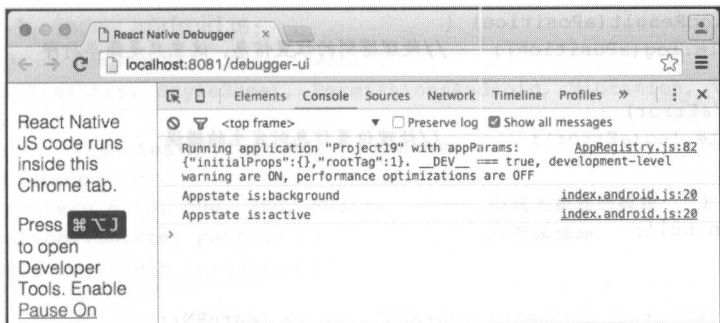 React Native Debugger
localhost:8081/debugger-ui
Elements Console Sources Network Timeline Profiles »
<top frame> Preserve log Show all messages
React Native
JS code runs
inside this
Chrome tab.
Press ⌘⌥J
to open
Developer
Tools. Enable
Pause On
Running application "Project19" with appParams: AppRegistry.js:82
{"initialProps":{},"rootTag":1}. __DEV__ === true, development-level
warning are ON, performance optimizations are OFF
Appstate is:background index.android.js:20
Appstate is:active index.android.js:20